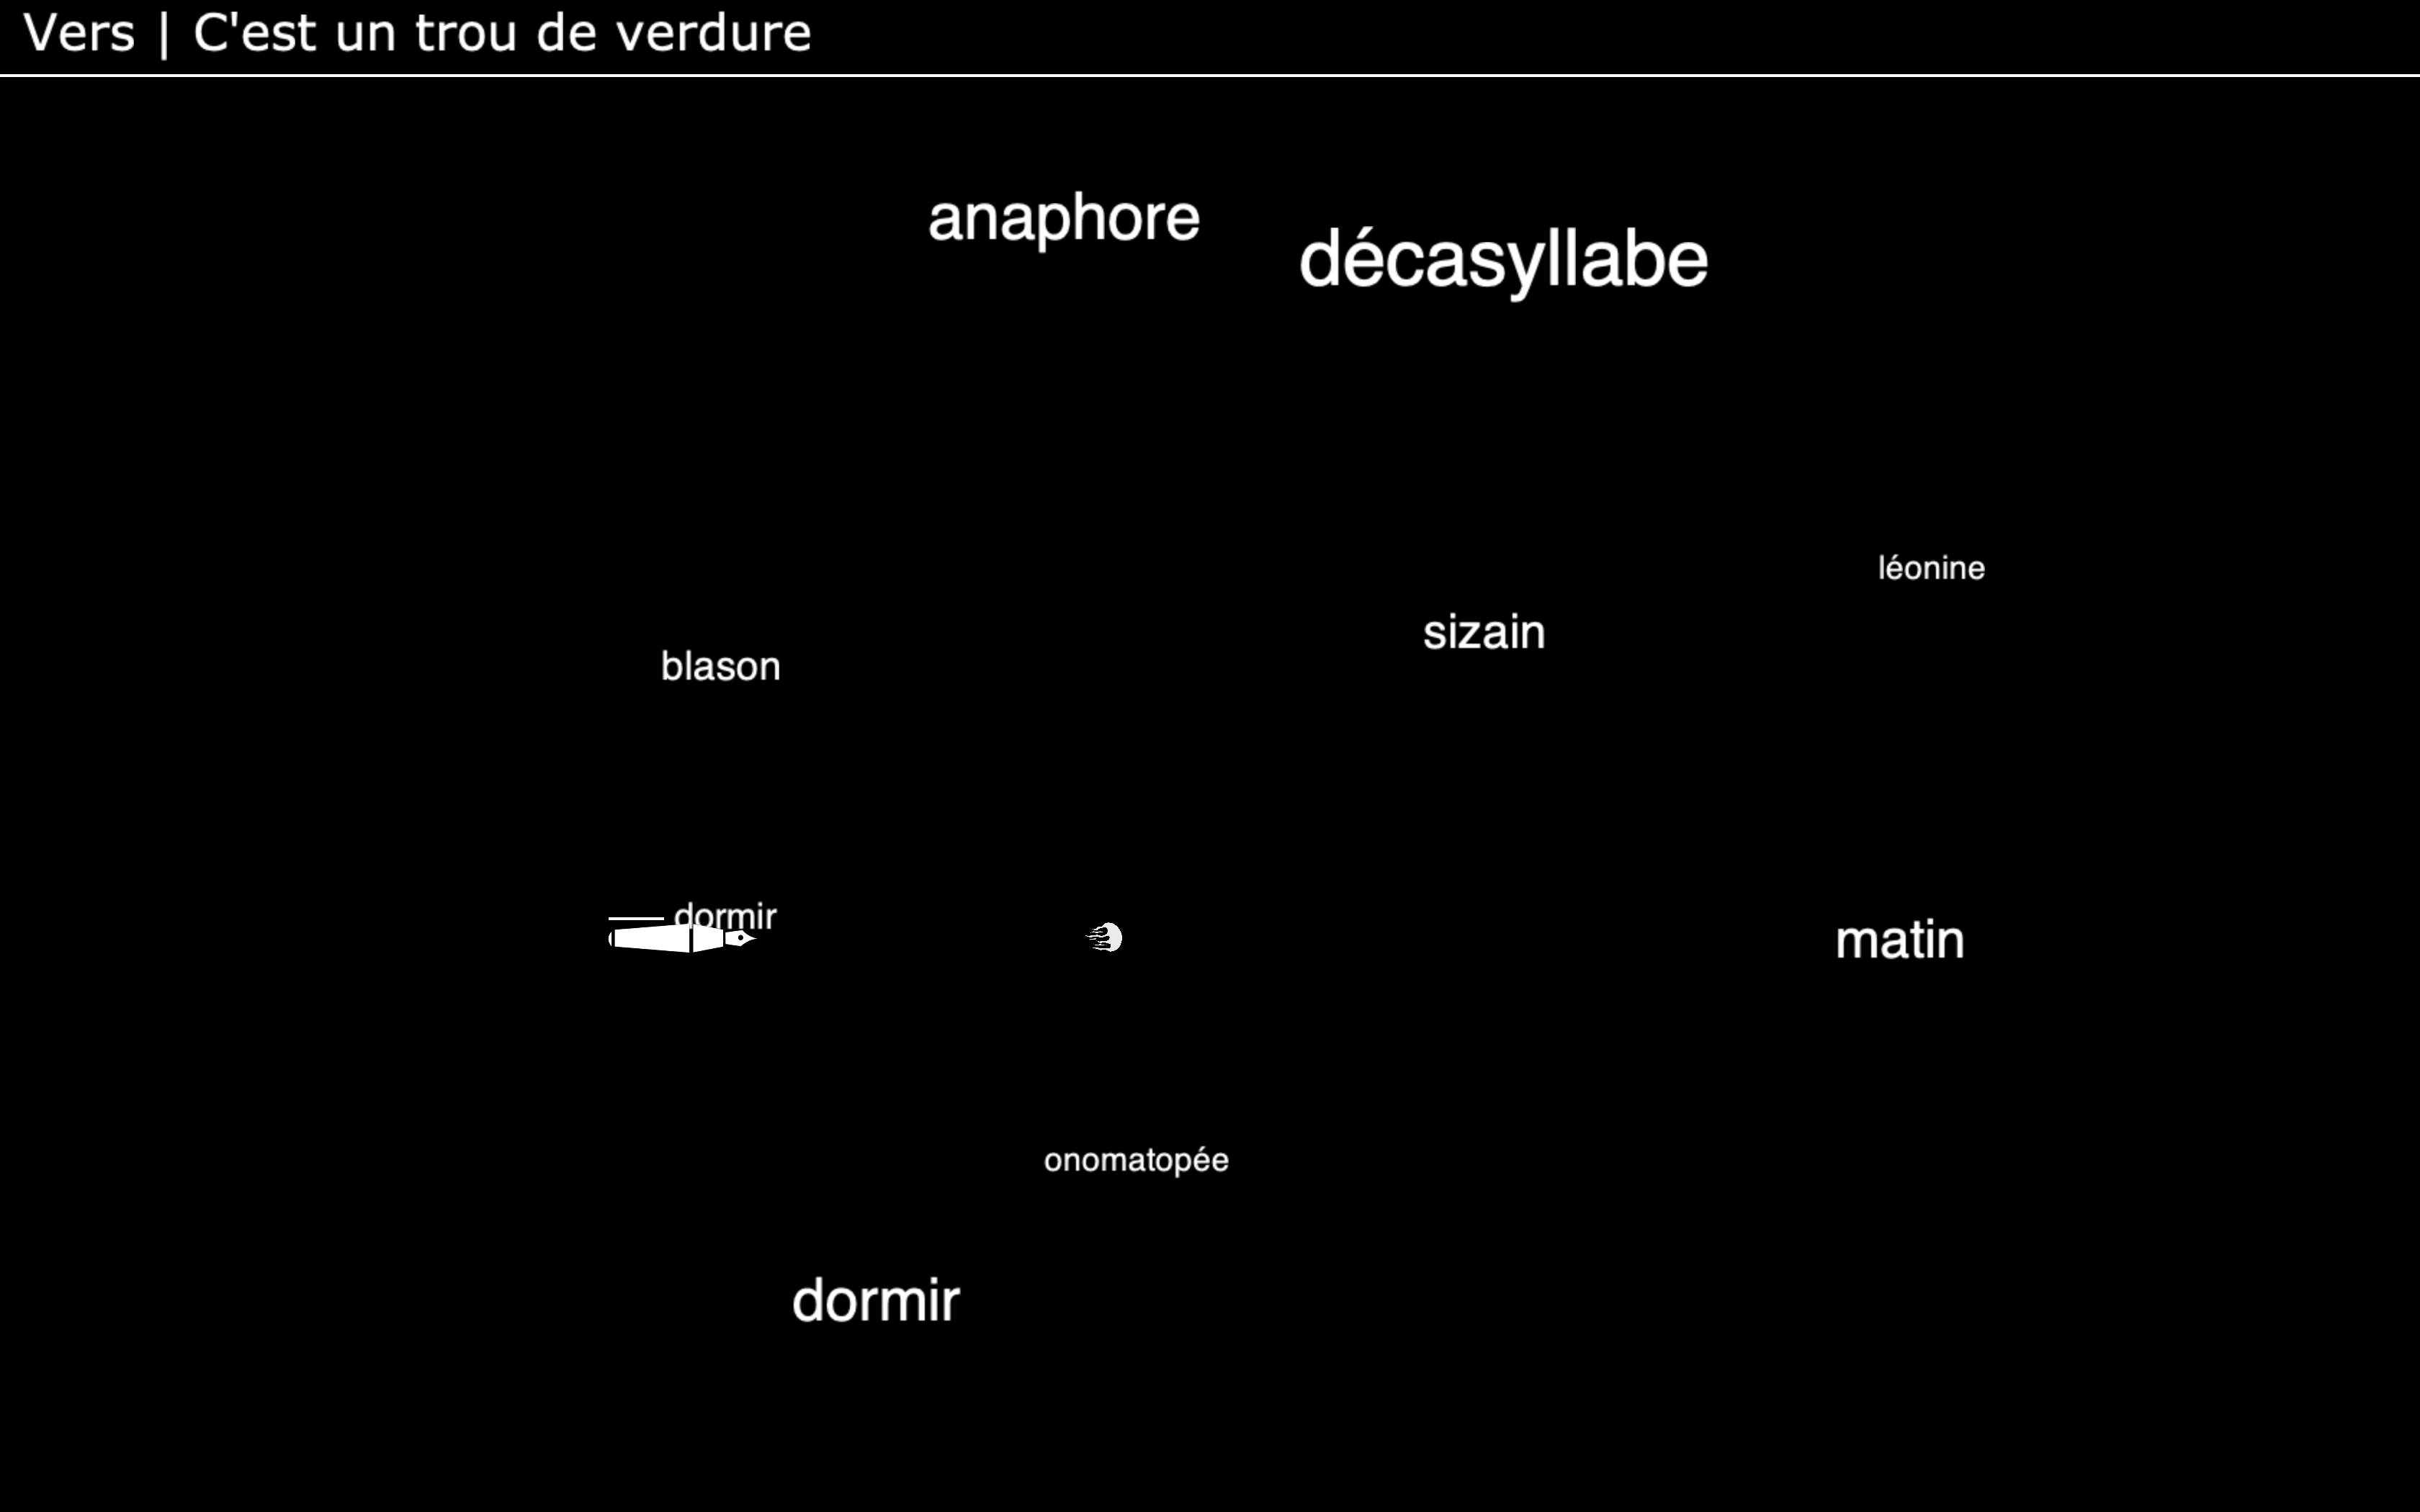 Vers | C'est un trou de verdure
anaphore
décasyllabe
léonine
sizain
blason
dormir
matin
onomatopée
dormir